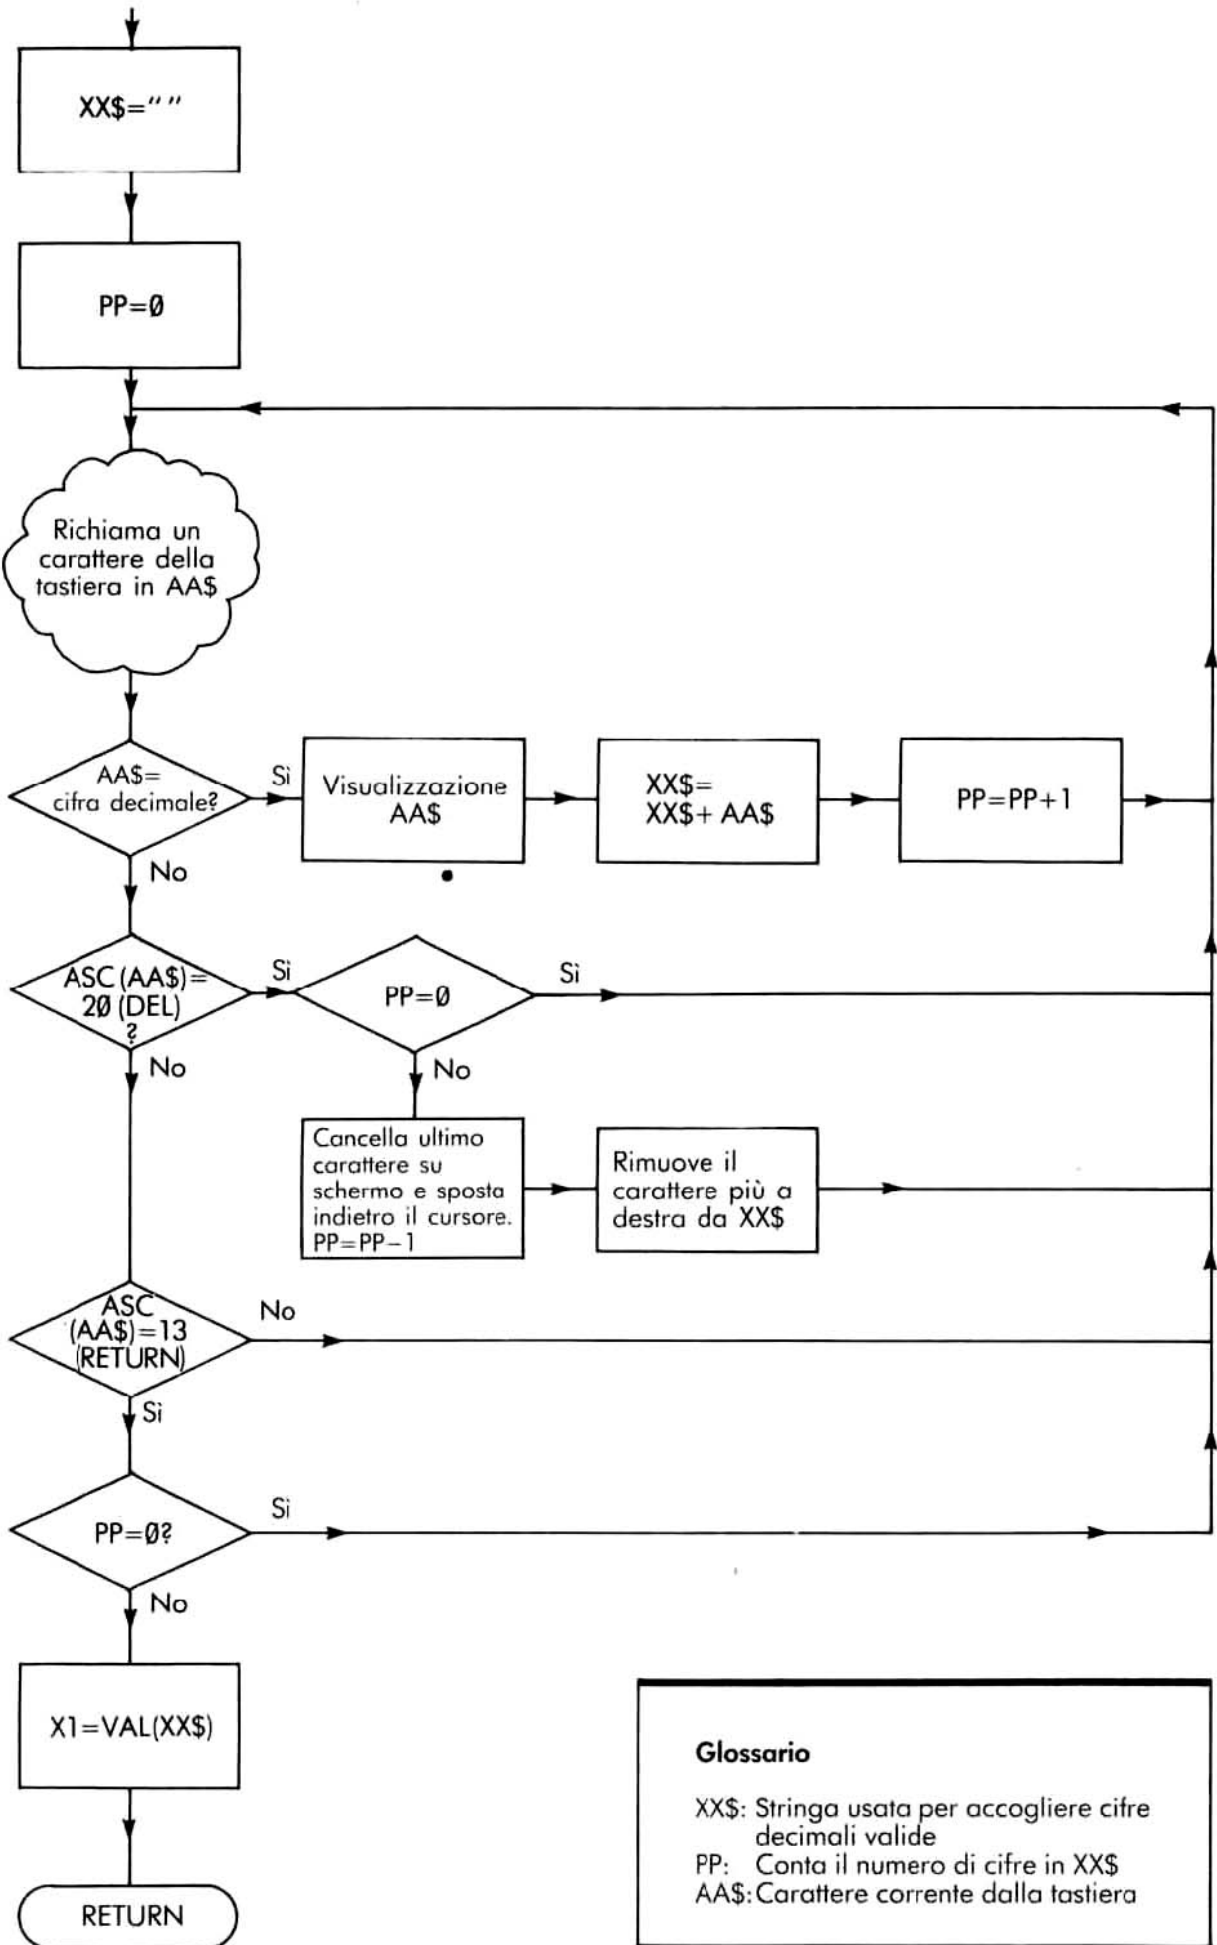 XX$=“ ”
PP=0
Richiama un
carattere della
tastiera in AA$
AA$=
cifra decimale?
Sì
Visualizzazione
AA$
XX$=
XX$+ AA$
PP=PP+1
No
ASC(AA$)=
20 (DEL)
?
Sì
PP=0
Sì
No
No
Cancella ultimo
carattere su
schermo e sposta
indietro il cursore.
PP=PP-1
Rimuove il
carattere più a
destra da XX$
ASC
(AA$)=13
(RETURN)
No
Sì
PP=0?
Sì
No
X1=VAL(XX$)
RETURN
Glossario
XX$: Stringa usata per accogliere cifre
decimali valide
PP: Conta il numero di cifre in XX$
AA$: Carattere corrente dalla tastiera